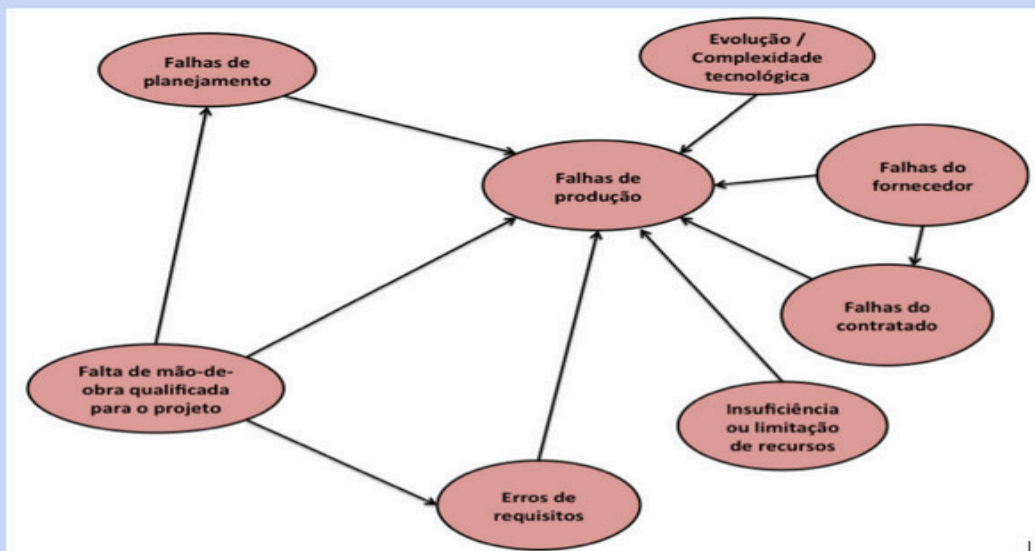 Falhas de
planejamento
Evolução /
Complexidade
tecnológica
Falhas de
produção
Falhas do
fornecedor
Falhas do
contratado
Falta de mão-de-
obra qualificada
para o projeto
Insuficiência
ou limitação
de recursos
Erros de
requisitos